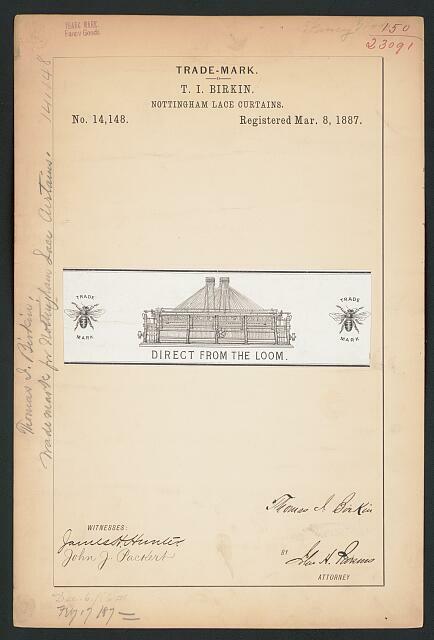 TRADE MARK.
Fancy Goods
150
23091
TRADE-MARK.
T. I. BIRKIN.
NOTTINGHAM LACE CURTAINS.
No. 14,148.
Registered Mar. 8, 1887.
Thomas I. Birkin.
Trade mark for Nottingham Lace Curtains. 14,148
TRADE
MARK
TRADE
MARK
DIRECT FROM THE LOOM.
Thomas I. Birkin
WITNESSES:
James H. Hunter
John J. Packert
BY
Parsons
ATTORNEY